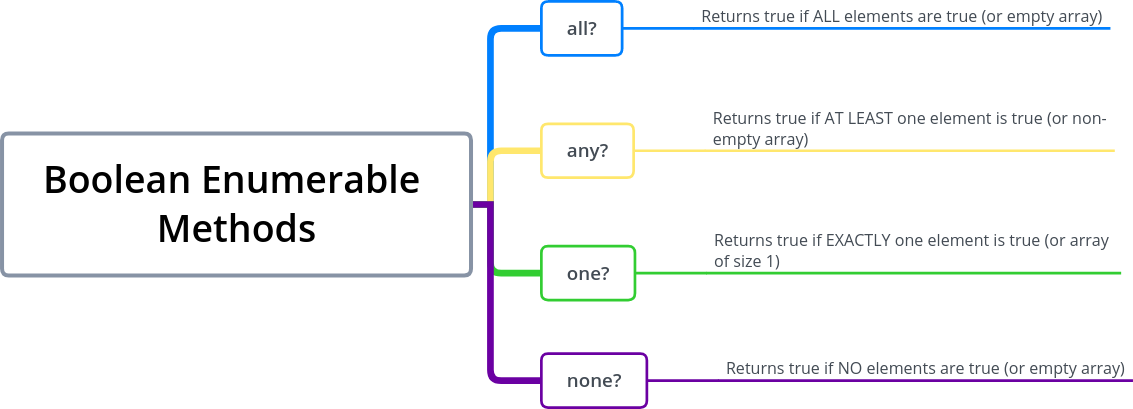 Boolean Enumerable
Methods
all?
Returns true if ALL elements are true (or empty array)
any?
Returns true if AT LEAST one element is true (or non-
empty array)
one?
Returns true if EXACTLY one element is true (or array
of size 1)
none?
Returns true if NO elements are true (or empty array)